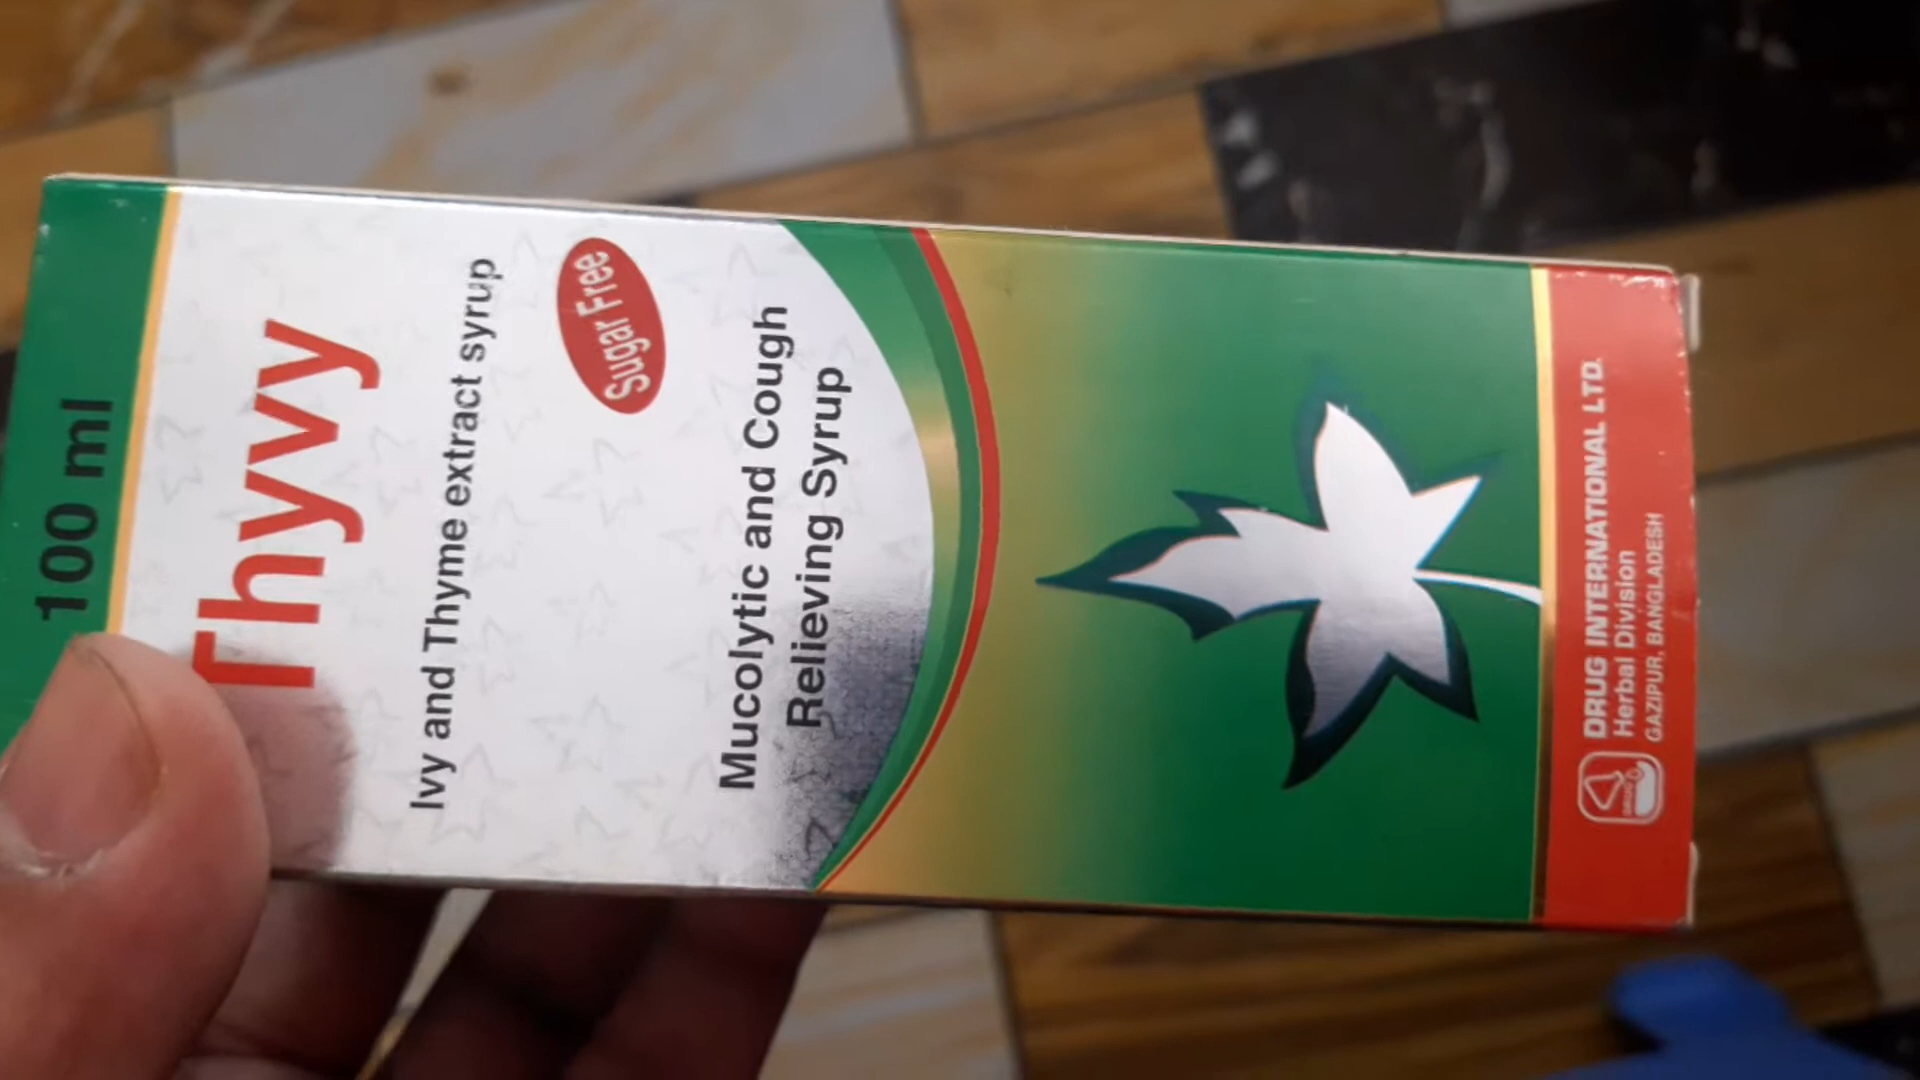 100 ml
Thyvy
Ivy and Thyme extract syrup
Sugar Free
Mucolytic and Cough
Relieving Syrup
DRUG INTERNATIONAL LTD.
Herbal Division
GAZIPUR, BANGLADESH